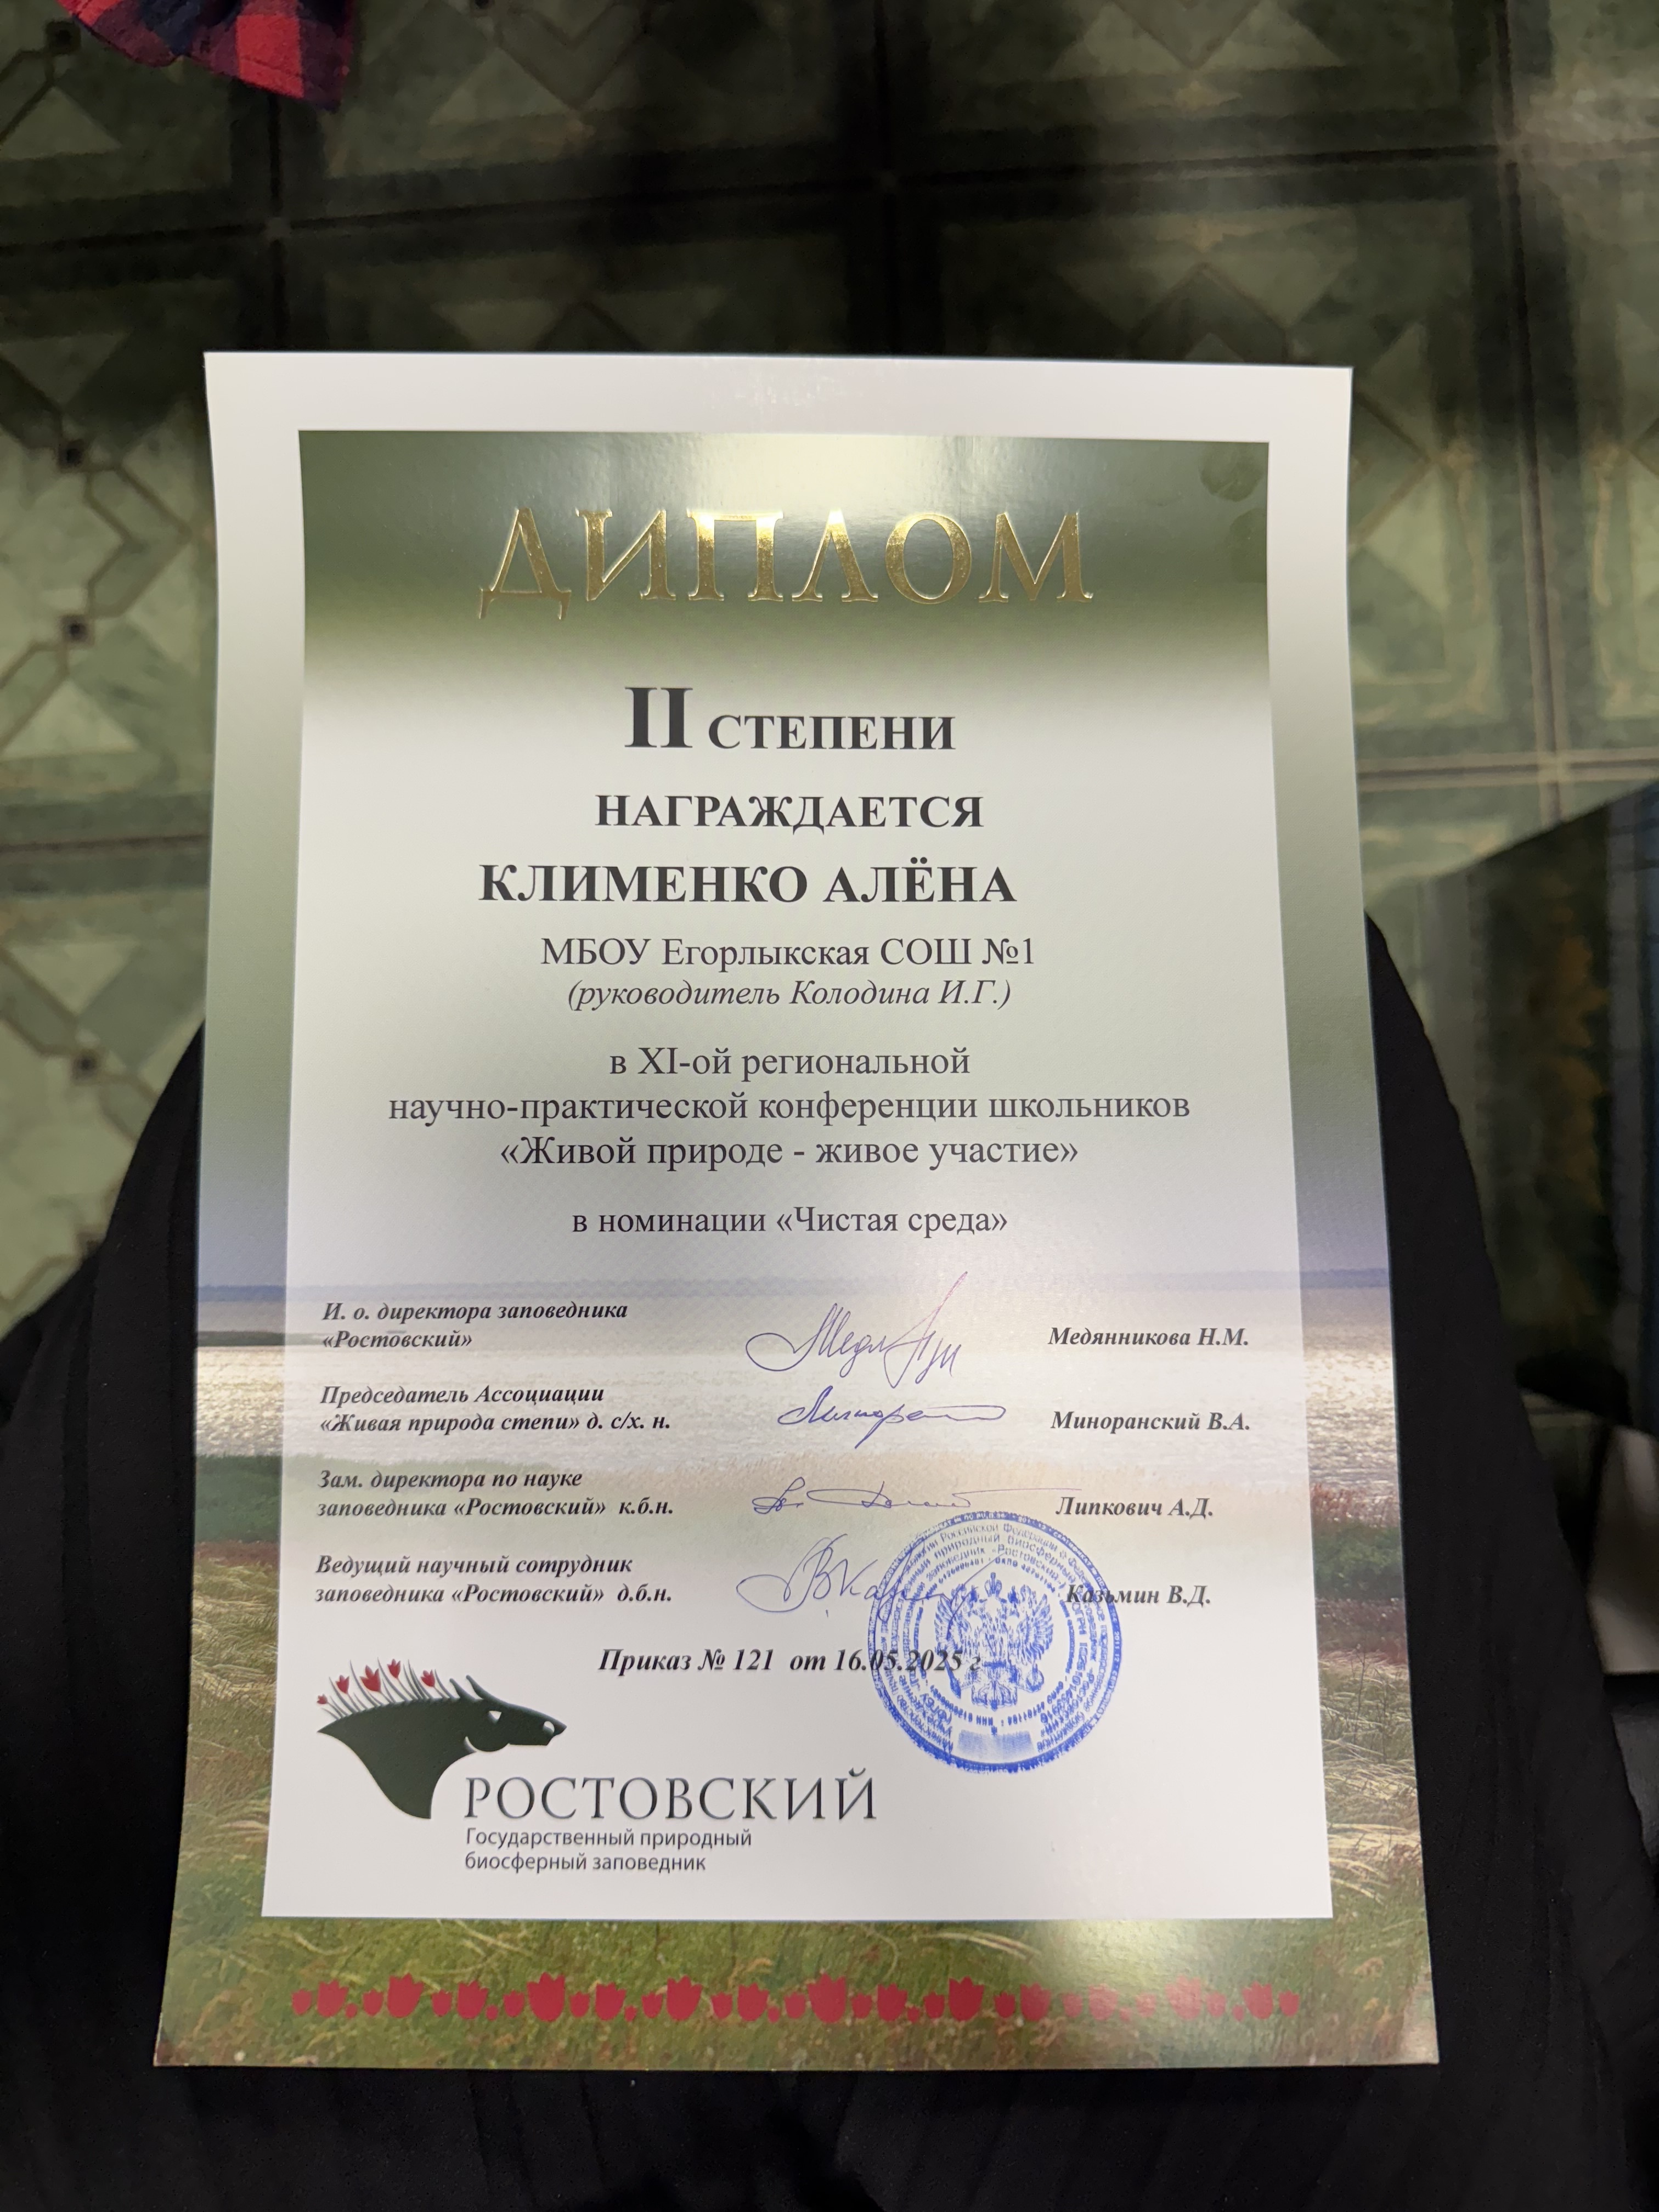 ДИПЛОМ
II СТЕПЕНИ
НАГРАЖДАЕТСЯ
КЛИМЕНКО АЛЁНА
МБОУ Егорлыкская СОШ №1
(руководитель Колодина И.Г.)
в XI-ой региональной
научно-практической конференции школьников
«Живой природе - живое участие»
в номинации «Чистая среда»
И. о. директора заповедника
«Ростовский» Медянникова Н.М.
Председатель Ассоциации
«Живая природа степи» д. с/х. н. Миноранский В.А.
Зам. директора по науке
заповедника «Ростовский» к.б.н. Липкович А.Д.
Ведущий научный сотрудник
заповедника «Ростовский» д.б.н. Казьмин В.Д.
Приказ № 121 от 16.05.2025 г
РОСТОВСКИЙ
Государственный природный
биосферный заповедник